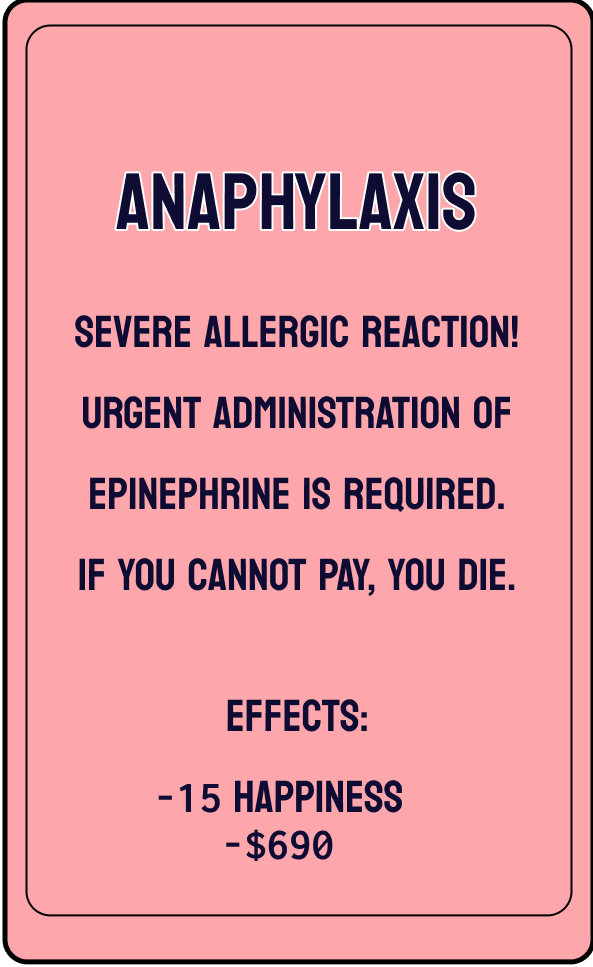 ANAPHYLAXIS
SEVERE ALLERGIC REACTION!
URGENT ADMINISTRATION OF
EPINEPHRINE IS REQUIRED.
IF YOU CANNOT PAY, YOU DIE.
EFFECTS:
-15 HAPPINESS
-$690